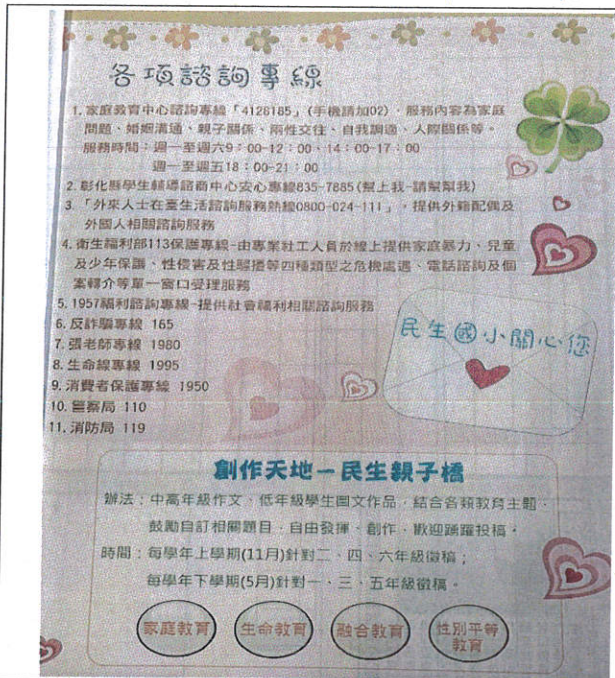 各項諮詢專線
1. 家庭教育中心諮詢專線「4128185」(手機請加02)，服務內容為家庭
問題、婚姻溝通、親子關係、兩性交往、自我調適、人際關係等。
服務時間：週一至週六9：00-12：00、14：00-17：00
週一至週五18：00-21：00
2. 彰化縣學生輔導諮商中心安心專線835-7885(幫上我-請幫幫我)
3. 「外來人士在臺生活諮詢服務熱線0800-024-111」，提供外籍配偶及
外國人相關諮詢服務
4. 衛生福利部113保護專線-由專業社工人員於線上提供家庭暴力、兒童
及少年保護、性侵害及性騷擾等四種類型之危機處遇、電話諮詢及個
案轉介等單一窗口受理服務
5. 1957福利諮詢專線-提供社會福利相關諮詢服務
6. 反詐騙專線 165
7. 張老師專線 1980
8. 生命線專線 1995
9. 消費者保護專線 1950
10. 警察局 110
11. 消防局 119
民生國小關心您
創作天地－民生親子橋
辦法：中高年級作文、低年級學生圖文作品，結合各類教育主題，
鼓勵自訂相關題目，自由發揮、創作，歡迎踴躍投稿。
時間：每學年上學期(11月)針對二、四、六年級徵稿；
每學年下學期(5月)針對一、三、五年級徵稿。
家庭教育
生命教育
融合教育
性別平等
教育